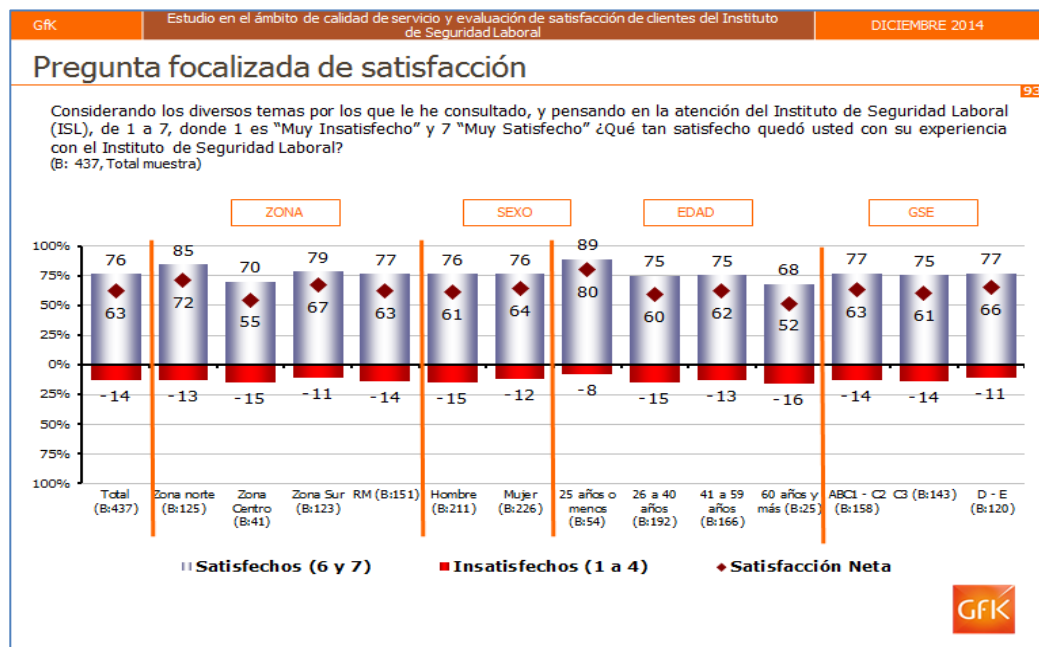 GfK
Estudio en el ámbito de calidad de servicio y evaluación de satisfacción de clientes del Instituto
de Seguridad Laboral
DICIEMBRE 2014
Pregunta focalizada de satisfacción
93
Considerando los diversos temas por los que le he consultado, y pensando en la atención del Instituto de Seguridad Laboral
(ISL), de 1 a 7, donde 1 es “Muy Insatisfecho” y 7 “Muy Satisfecho” ¿Qué tan satisfecho quedó usted con su experiencia
con el Instituto de Seguridad Laboral?
(B: 437, Total muestra)
ZONA SEXO EDAD GSE
100%
75%
50%
25%
0%
25%
50%
75%
100%
76 85 70 79 77 76 76 89 75 75 68 77 75 77
63 72 55 67 63 61 64 80 60 62 52 63 61 66
-14 -13 -15 -11 -14 -15 -12 -8 -15 -13 -16 -14 -14 -11
Total
(B:437)
Zona norte
(B:125)
Zona
Centro
(B:41)
Zona Sur
(B:123)
RM (B:151)
Hombre
(B:211)
Mujer
(B:226)
25 años o
menos
(B:54)
26 a 40
años
(B:192)
41 a 59
años
(B:166)
60 años y
más (B:25)
ABC1 - C2
(B:158)
C3 (B:143)
D - E
(B:120)
Satisfechos (6 y 7)
Insatisfechos (1 a 4)
Satisfacción Neta
GfK